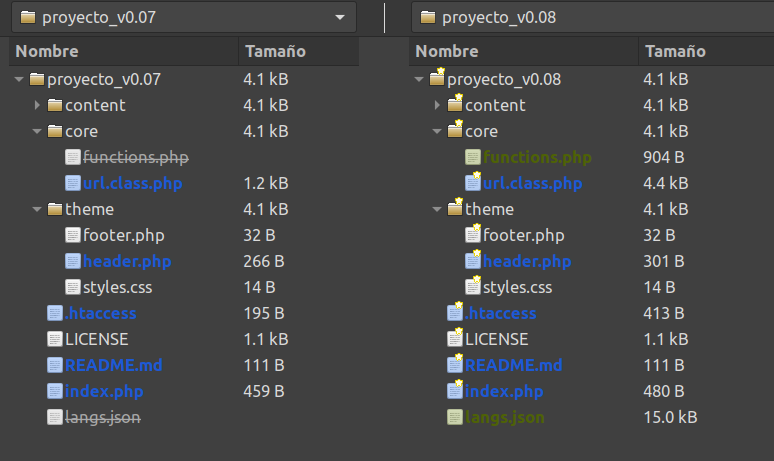 proyecto_v0.07 proyecto_v0.08
Nombre Tamaño Nombre Tamaño
proyecto_v0.07 4.1 kB proyecto_v0.08 4.1 kB
content 4.1 kB content 4.1 kB
core 4.1 kB core 4.1 kB
functions.php functions.php 904 B
url.class.php 1.2 kB url.class.php 4.4 kB
theme 4.1 kB theme 4.1 kB
footer.php 32 B footer.php 32 B
header.php 266 B header.php 301 B
styles.css 14 B styles.css 14 B
.htaccess 195 B .htaccess 413 B
LICENSE 1.1 kB LICENSE 1.1 kB
README.md 111 B README.md 111 B
index.php 459 B index.php 480 B
langs.json langs.json 15.0 kB